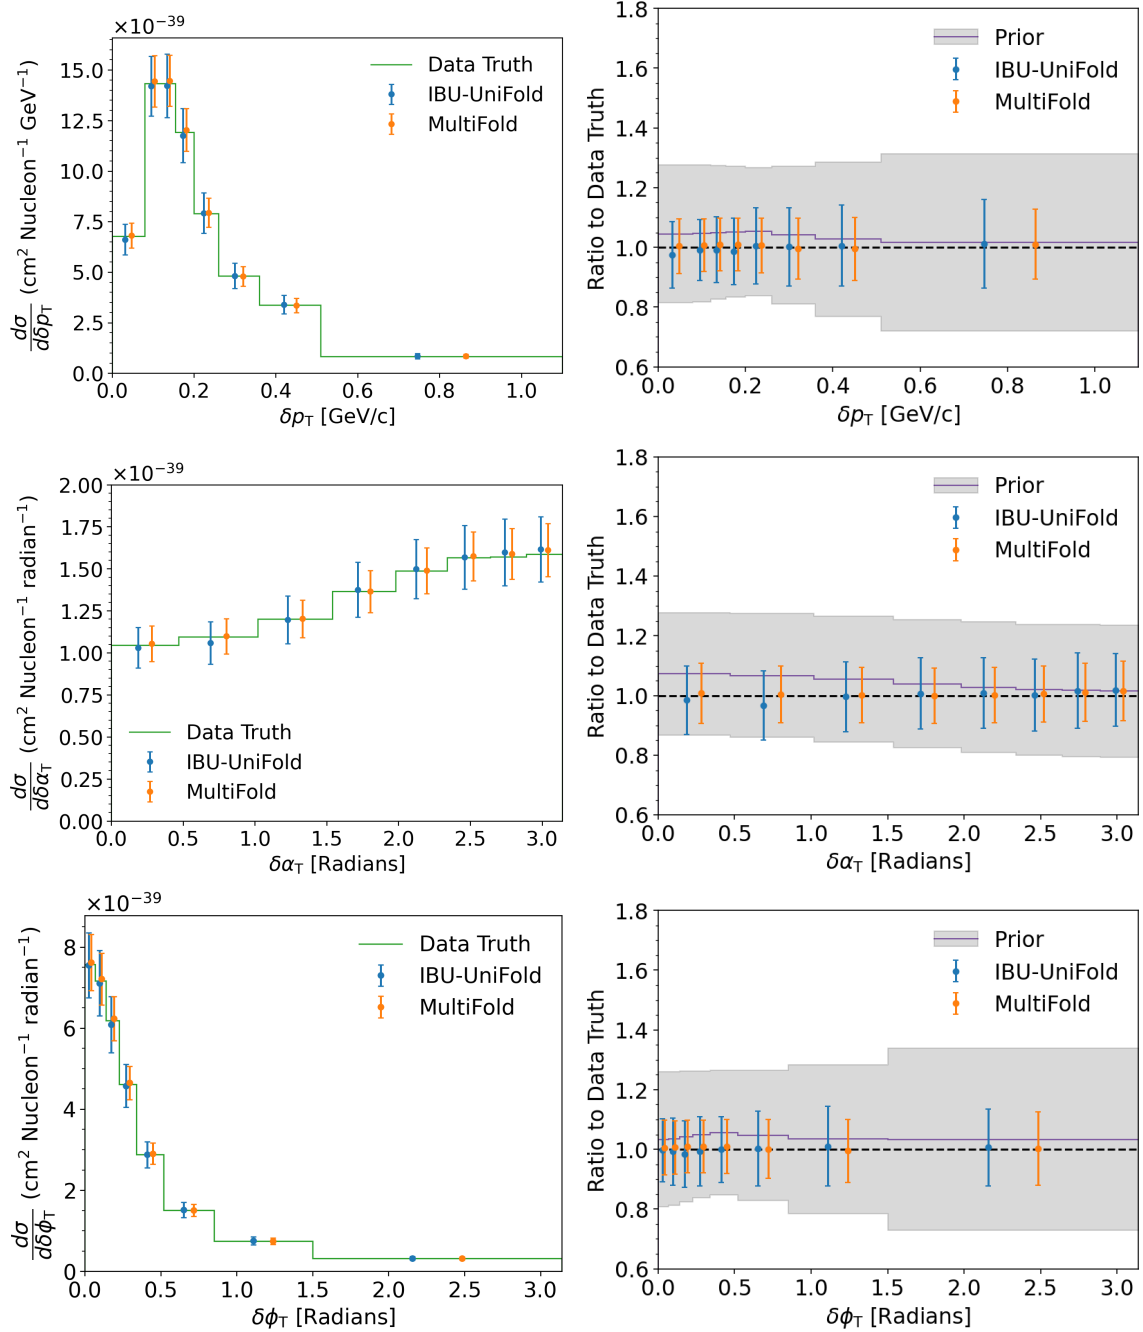 ×10⁻³⁹
dσ/dδp_T (cm² Nucleon⁻¹ GeV⁻¹)
15.0
12.5
10.0
7.5
5.0
2.5
0.0
Data Truth
IBU-UniFold
MultiFold
0.0 0.2 0.4 0.6 0.8 1.0
δp_T [GeV/c]
Ratio to Data Truth
1.8
1.6
1.4
1.2
1.0
0.8
0.6
Prior
IBU-UniFold
MultiFold
0.0 0.2 0.4 0.6 0.8 1.0
δp_T [GeV/c]
×10⁻³⁹
dσ/dδα_T (cm² Nucleon⁻¹ radian⁻¹)
2.00
1.75
1.50
1.25
1.00
0.75
0.50
0.25
0.00
Data Truth
IBU-UniFold
MultiFold
0.0 0.5 1.0 1.5 2.0 2.5 3.0
δα_T [Radians]
Ratio to Data Truth
1.8
1.6
1.4
1.2
1.0
0.8
0.6
Prior
IBU-UniFold
MultiFold
0.0 0.5 1.0 1.5 2.0 2.5 3.0
δα_T [Radians]
×10⁻³⁹
dσ/dδϕ_T (cm² Nucleon⁻¹ radian⁻¹)
8
6
4
2
0
Data Truth
IBU-UniFold
MultiFold
0.0 0.5 1.0 1.5 2.0 2.5 3.0
δϕ_T [Radians]
Ratio to Data Truth
1.8
1.6
1.4
1.2
1.0
0.8
0.6
Prior
IBU-UniFold
MultiFold
0.0 0.5 1.0 1.5 2.0 2.5 3.0
δϕ_T [Radians]